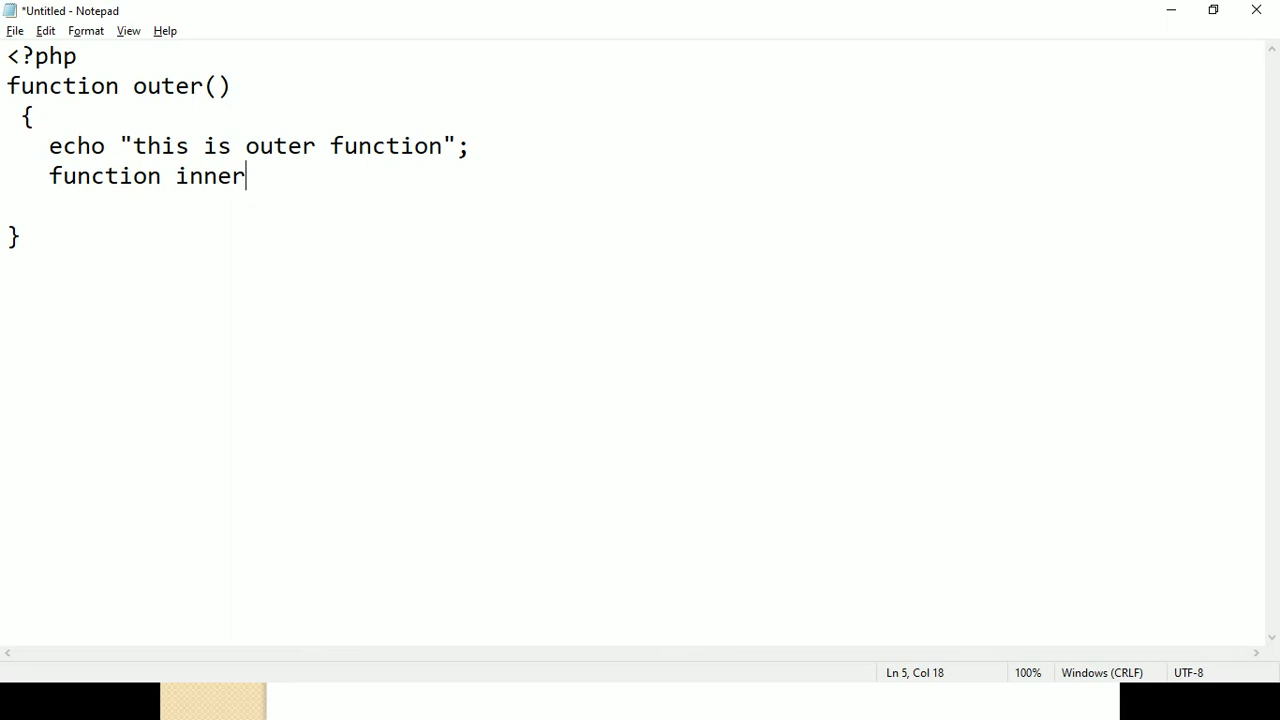 *Untitled - Notepad
File Edit Format View Help
<?php
function outer()
{
echo "this is outer function";
function inner
}
Ln 5, Col 18 100% Windows (CRLF) UTF-8